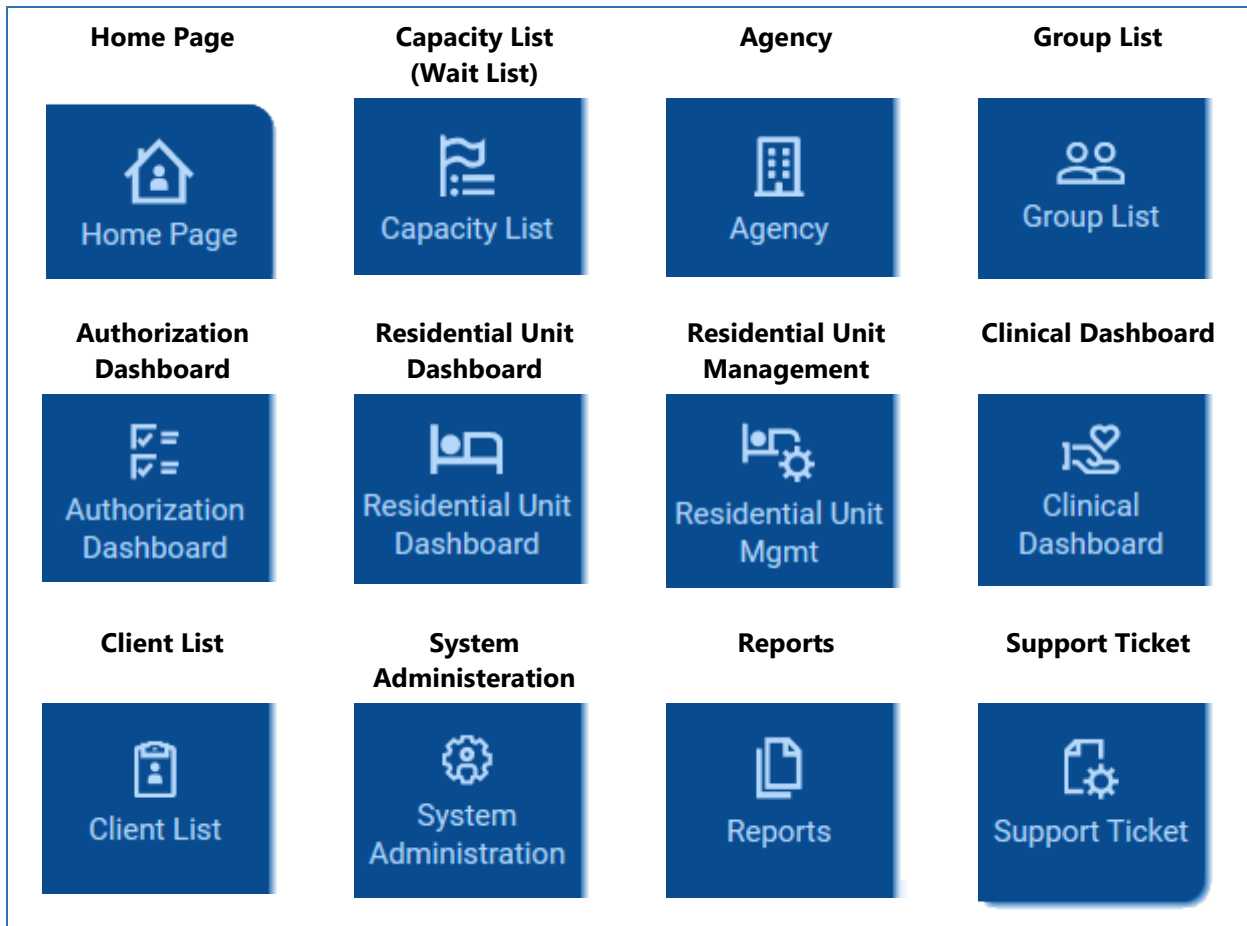 Home Page
Capacity List
(Wait List)
Agency
Group List
Home Page
Capacity List
Agency
Group List
Authorization
Dashboard
Residential Unit
Dashboard
Residential Unit
Management
Clinical Dashboard
Authorization
Dashboard
Residential Unit
Dashboard
Residential Unit
Mgmt
Clinical
Dashboard
Client List
System
Administeration
Reports
Support Ticket
Client List
System
Administration
Reports
Support Ticket